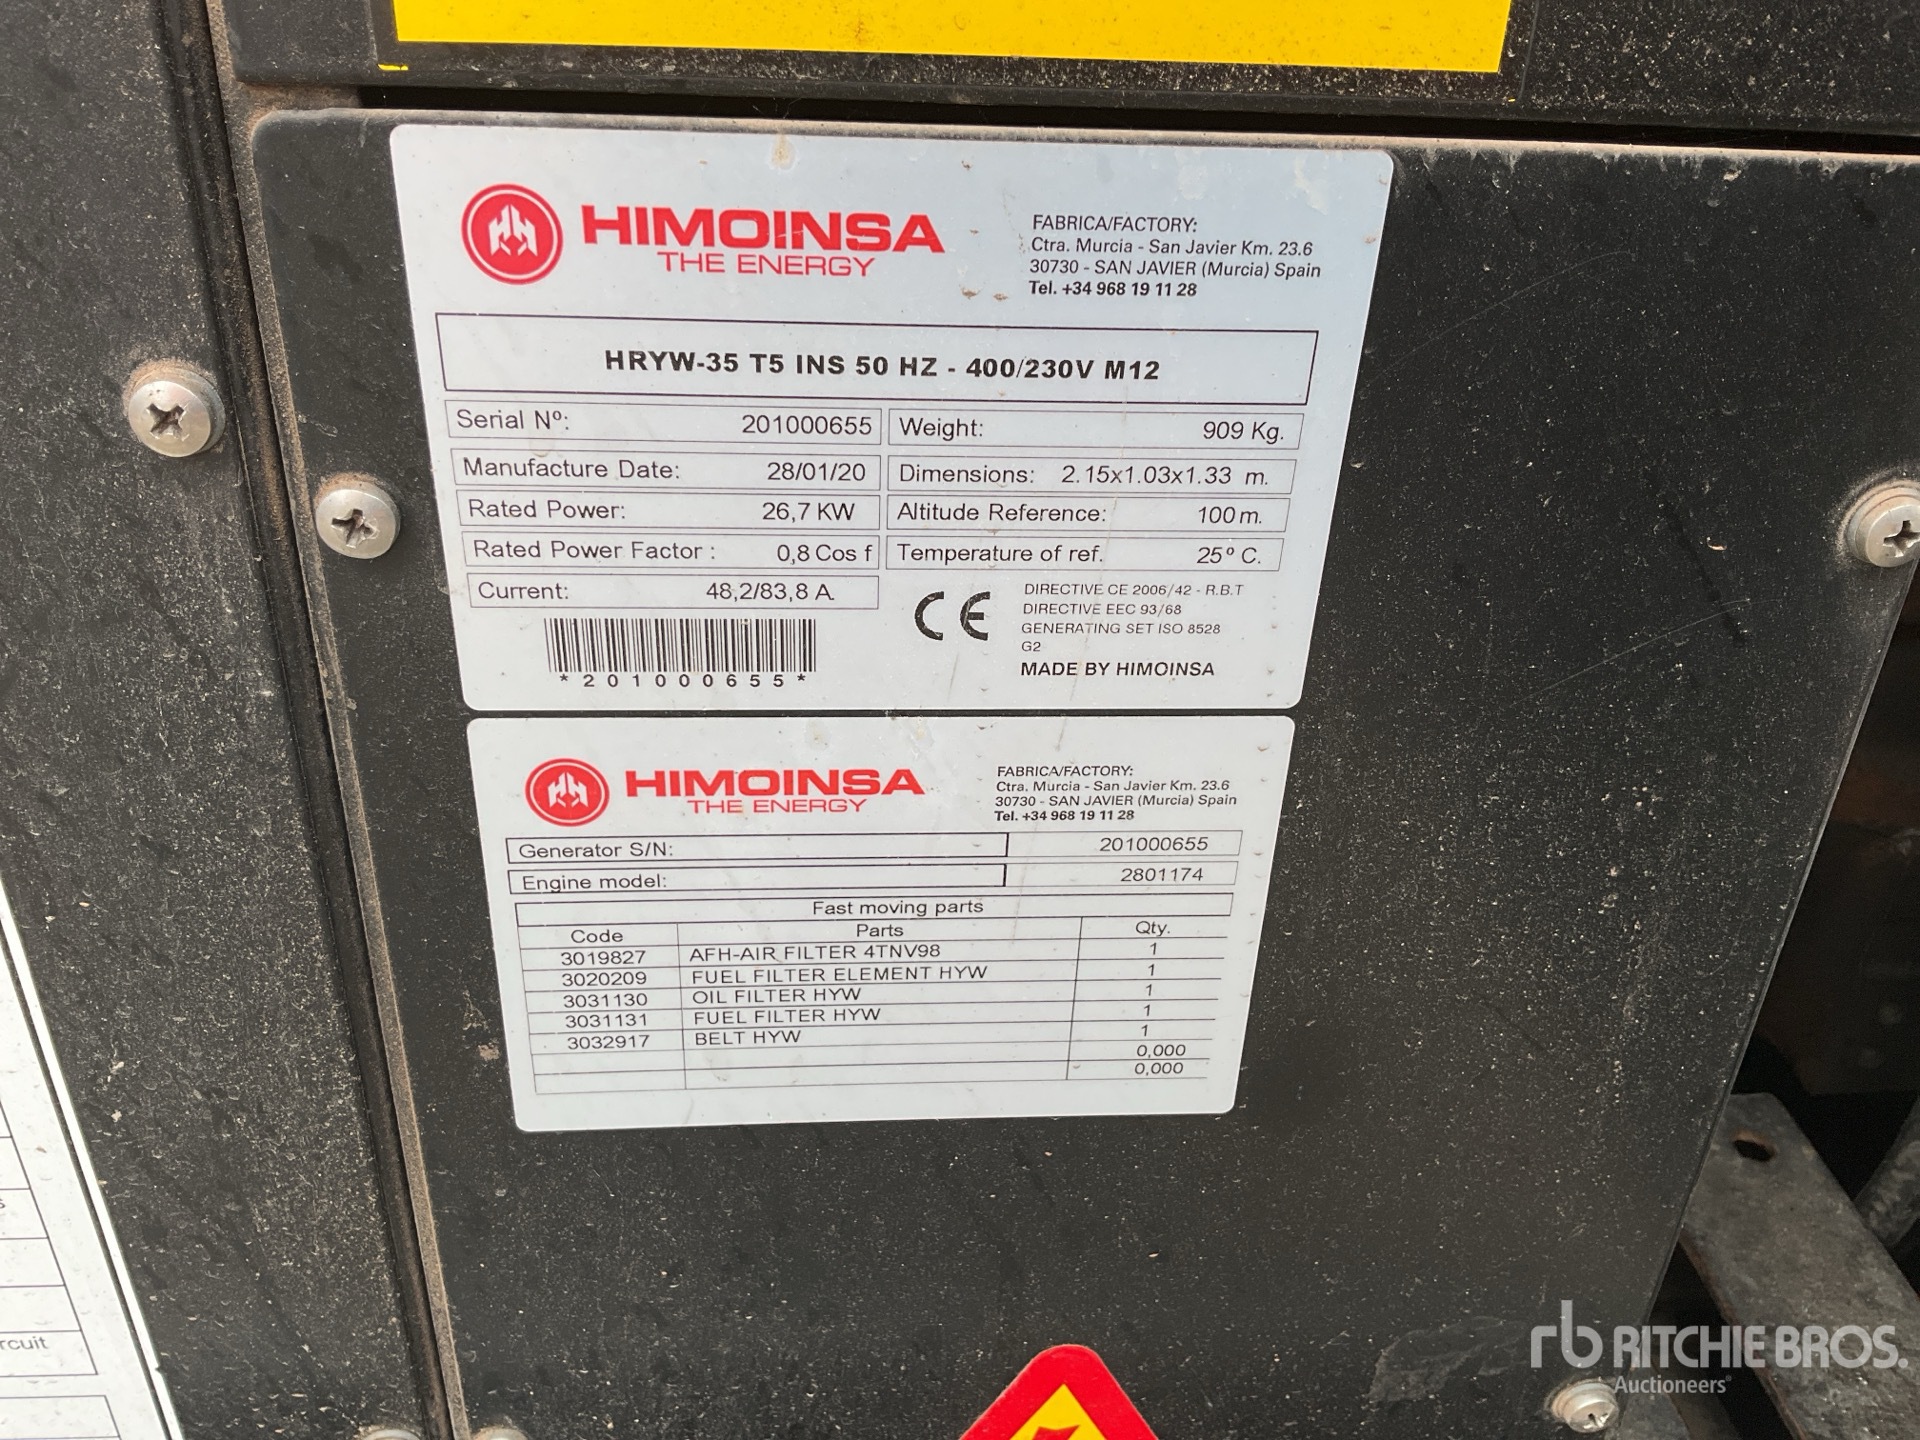 HIMOINSA
THE ENERGY
FABRICA/FACTORY:
Ctra. Murcia - San Javier Km. 23.6
30730 - SAN JAVIER (Murcia) Spain
Tel. +34 968 19 11 28
HRYW-35 T5 INS 50 HZ - 400/230V M12
Serial Nº: 201000655 Weight: 909 Kg.
Manufacture Date: 28/01/20 Dimensions: 2.15x1.03x1.33 m.
Rated Power: 26,7 KW Altitude Reference: 100 m.
Rated Power Factor : 0,8 Cos f Temperature of ref. 25º C.
Current: 48,2/83,8 A.
*201000655*
CE
DIRECTIVE CE 2006/42 - R.B.T
DIRECTIVE EEC 93/68
GENERATING SET ISO 8528
G2
MADE BY HIMOINSA
HIMOINSA
THE ENERGY
FABRICA/FACTORY:
Ctra. Murcia - San Javier Km. 23.6
30730 - SAN JAVIER (Murcia) Spain
Tel. +34 968 19 11 28
Generator S/N: 201000655
Engine model: 2801174
Fast moving parts
Code Parts Qty.
3019827 AFH-AIR FILTER 4TNV98 1
3020209 FUEL FILTER ELEMENT HYW 1
3031130 OIL FILTER HYW 1
3031131 FUEL FILTER HYW 1
3032917 BELT HYW 1
0,000
0,000
rcuit
rb RITCHIE BROS.
Auctioneers